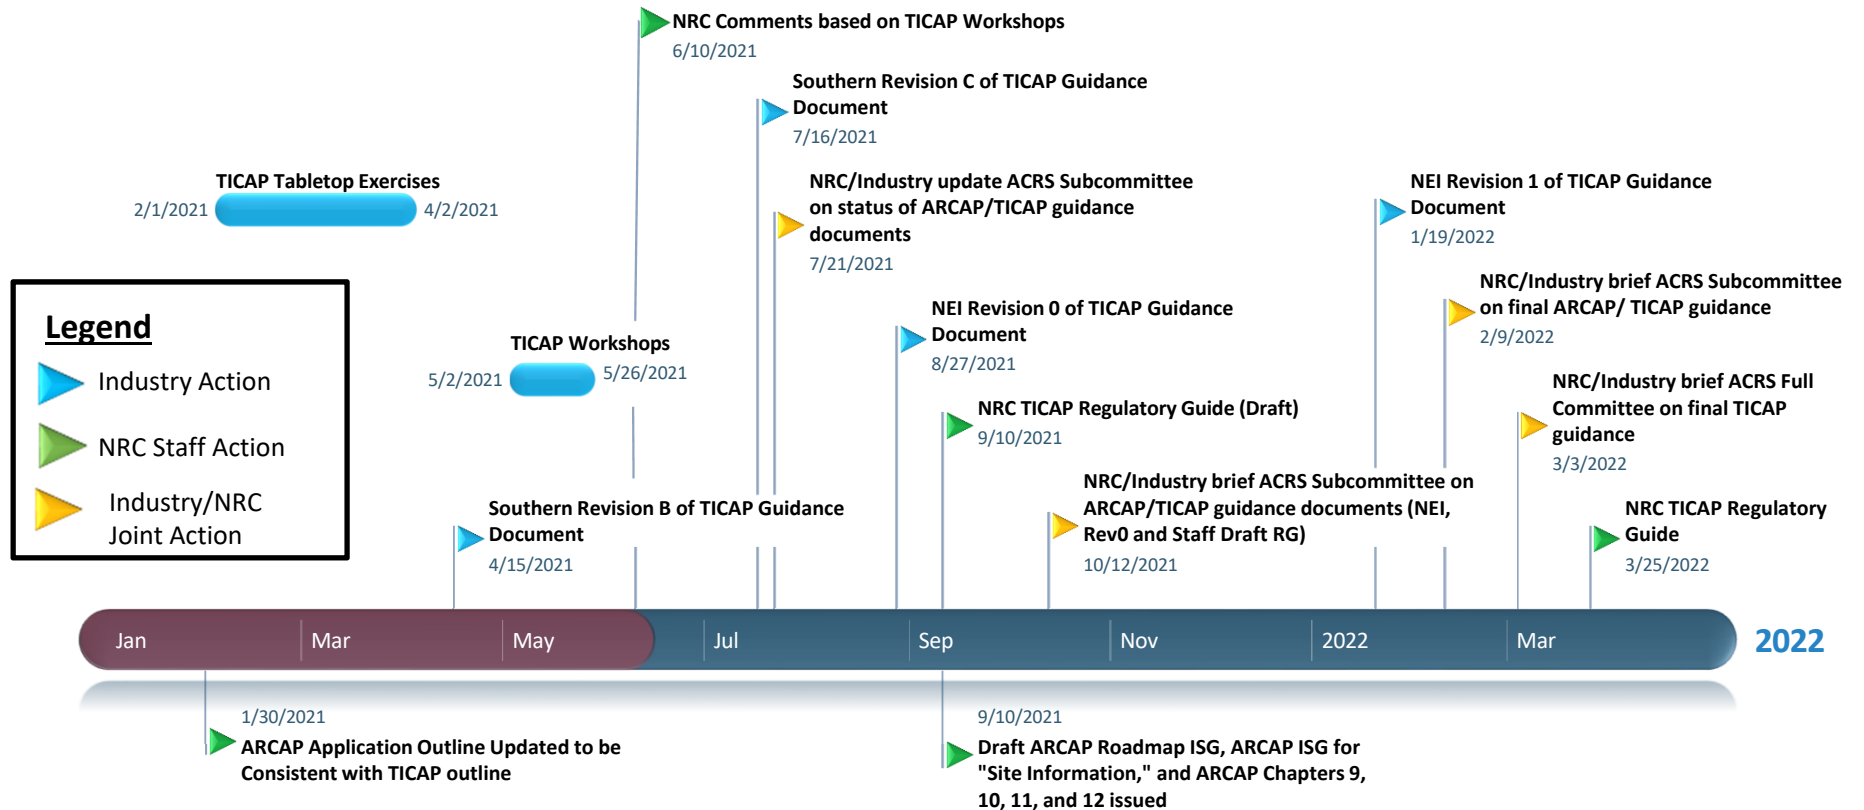 NRC Comments based on TICAP Workshops
6/10/2021
Southern Revision C of TICAP Guidance
Document
7/16/2021
TICAP Tabletop Exercises
2/1/2021
4/2/2021
NRC/Industry update ACRS Subcommittee
on status of ARCAP/TICAP guidance
documents
7/21/2021
NEI Revision 1 of TICAP Guidance
Document
1/19/2022
Legend
Industry Action
NRC Staff Action
Industry/NRC
Joint Action
TICAP Workshops
5/2/2021
5/26/2021
NEI Revision 0 of TICAP Guidance
Document
8/27/2021
NRC/Industry brief ACRS Subcommittee
on final ARCAP/ TICAP guidance
2/9/2022
NRC TICAP Regulatory Guide (Draft)
9/10/2021
NRC/Industry brief ACRS Full
Committee on final TICAP
guidance
3/3/2022
Southern Revision B of TICAP Guidance
Document
4/15/2021
NRC/Industry brief ACRS Subcommittee on
ARCAP/TICAP guidance documents (NEI,
Rev0 and Staff Draft RG)
10/12/2021
NRC TICAP Regulatory
Guide
3/25/2022
Jan
Mar
May
Jul
Sep
Nov
2022
Mar
2022
1/30/2021
ARCAP Application Outline Updated to be
Consistent with TICAP outline
9/10/2021
Draft ARCAP Roadmap ISG, ARCAP ISG for
"Site Information," and ARCAP Chapters 9,
10, 11, and 12 issued